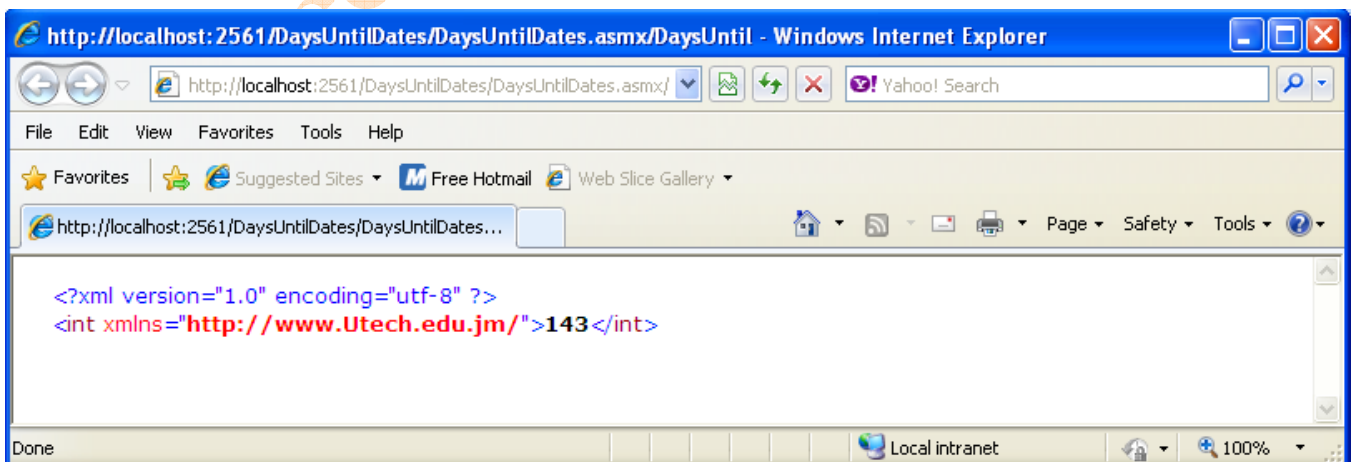 http://localhost:2561/DaysUntilDates/DaysUntilDates.asmx/DaysUntil - Windows Internet Explorer
http://localhost:2561/DaysUntilDates/DaysUntilDates.asmx/ Yahoo! Search
File Edit View Favorites Tools Help
Favorites Suggested Sites Free Hotmail Web Slice Gallery
http://localhost:2561/DaysUntilDates/DaysUntilDates... Page Safety Tools
<?xml version="1.0" encoding="utf-8" ?>
<int xmlns="http://www.Utech.edu.jm/">143</int>
Done Local intranet 100%